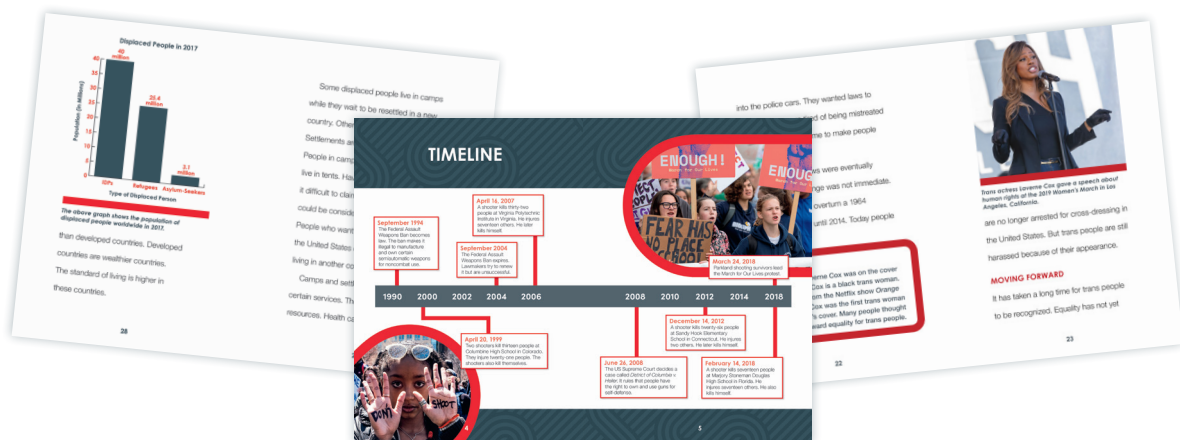 Displaced People in 2017
40
million
25.4
million
3.1
million
40
35
30
25
20
15
10
5
0
Population (in Millions)
IDPs
Refugees
Asylum-Seekers
Type of Displaced Person
The above graph shows the population of
displaced people worldwide in 2017.
than developed countries. Developed
countries are wealthier countries.
The standard of living is higher in
these countries.
28
Some displaced people live in camps
while they wait to be resettled in a new
country.
Settlements
People in
live in tents.
it difficult to
could be
People who
the United States
living in another
Camps and
certain services.
resources. Health
TIMELINE
September 1994
The Federal Assault
Weapons Ban becomes
law. The ban makes it
illegal to manufacture
and own certain
semiautomatic weapons
for noncombat use.
April 16, 2007
A shooter kills thirty-two
people at Virginia Polytechnic
Institute in Virginia. He injures
seventeen others. He later
kills himself.
September 2004
The Federal Assault
Weapons Ban expires.
Lawmakers try to renew
it but are unsuccessful.
ENOUGH!
March For Our Lives
ENOUG
FEAR HAS
NO PLACE
SCHOOL
March 24, 2018
Parkland shooting survivors lead
the March for Our Lives protest.
1990 2000 2002 2004 2006 2008 2010 2012 2014 2018
April 20, 1999
Two shooters kill thirteen people at
Columbine High School in Colorado.
They injure twenty-one people. The
shooters also kill themselves.
December 14, 2012
A shooter kills twenty-six people
at Sandy Hook Elementary
School in Connecticut. He injures
two others. He later kills himself.
June 26, 2008
The US Supreme Court decides a
case called District of Columbia v.
Heller. It rules that people have
the right to own and use guns for
self-defense.
February 14, 2018
A shooter kills seventeen people
at Marjory Stoneman Douglas
High School in Florida. He
injures seventeen others. He also
kills himself.
DON'T
SHOOT
4
5
into the police cars. They wanted laws to
of being mistreated
to make people
were eventually
was not immediate.
overturn a 1964
until 2014. Today people
Cox was on the cover
Cox is a black trans woman.
the Netflix show Orange
Cox was the first trans woman
cover. Many people thought
equality for trans people.
22
Trans actress Laverne Cox gave a speech about
human rights at the 2019 Women's March in Los
Angeles, California.
are no longer arrested for cross-dressing in
the United States. But trans people are still
harassed because of their appearance.
MOVING FORWARD
It has taken a long time for trans people
to be recognized. Equality has not yet
23